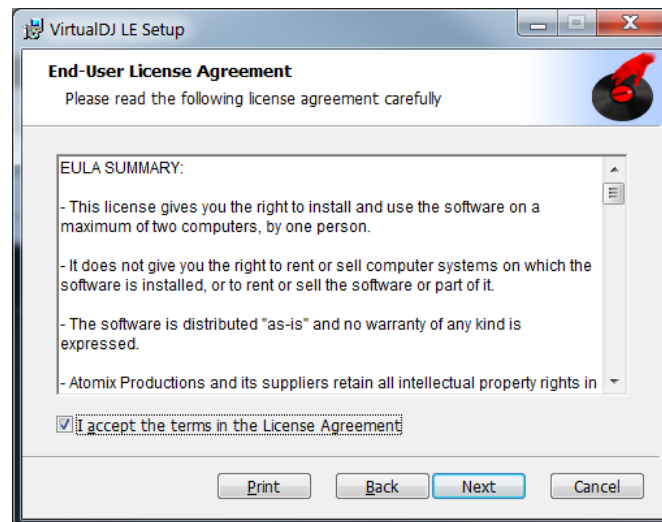 VirtualDJ LE Setup
End-User License Agreement
Please read the following license agreement carefully
EULA SUMMARY:
- This license gives you the right to install and use the software on a
maximum of two computers, by one person.
- It does not give you the right to rent or sell computer systems on which the
software is installed, or to rent or sell the software or part of it.
- The software is distributed "as-is" and no warranty of any kind is
expressed.
- Atomix Productions and its suppliers retain all intellectual property rights in
I accept the terms in the License Agreement
Print Back Next Cancel